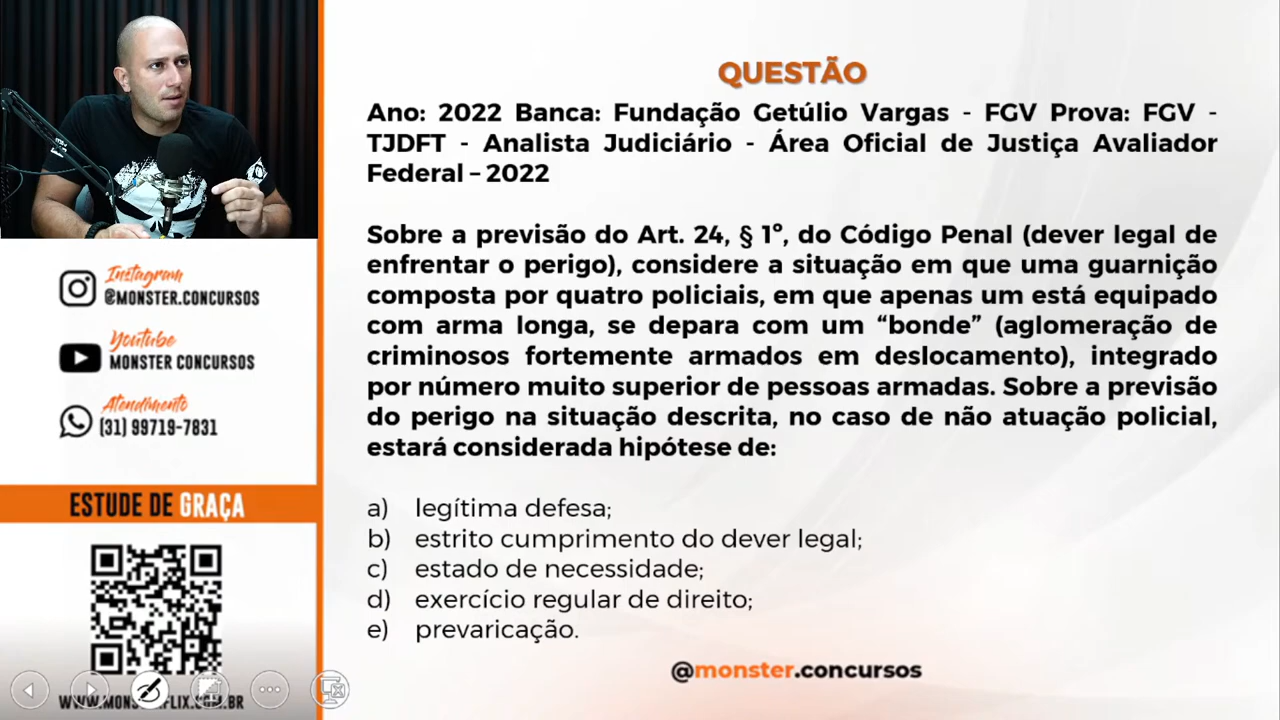 QUESTÃO
Ano: 2022 Banca: Fundação Getúlio Vargas - FGV Prova: FGV -
TJDFT - Analista Judiciário - Área Oficial de Justiça Avaliador
Federal – 2022
Sobre a previsão do Art. 24, § 1º, do Código Penal (dever legal de
enfrentar o perigo), considere a situação em que uma guarnição
composta por quatro policiais, em que apenas um está equipado
com arma longa, se depara com um “bonde” (aglomeração de
criminosos fortemente armados em deslocamento), integrado
por número muito superior de pessoas armadas. Sobre a previsão
do perigo na situação descrita, no caso de não atuação policial,
estará considerada hipótese de:
a) legítima defesa;
b) estrito cumprimento do dever legal;
c) estado de necessidade;
d) exercício regular de direito;
e) prevaricação.
@monster.concursos
Instagram
@MONSTER.CONCURSOS
Youtube
MONSTER CONCURSOS
Atendimento
(31) 99719-7831
ESTUDE DE GRAÇA